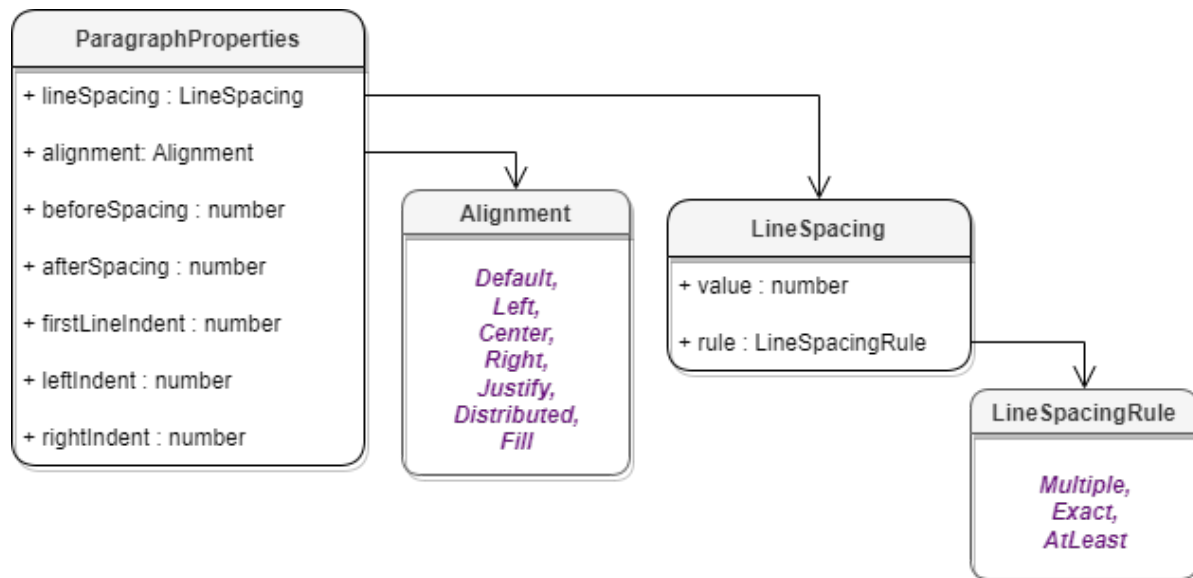 ParagraphProperties
+ lineSpacing : LineSpacing
+ alignment: Alignment
+ beforeSpacing : number
+ afterSpacing : number
+ firstLineIndent : number
+ leftIndent : number
+ rightIndent : number
Alignment
Default,
Left,
Center,
Right,
Justify,
Distributed,
Fill
LineSpacing
+ value : number
+ rule : LineSpacingRule
LineSpacingRule
Multiple,
Exact,
AtLeast